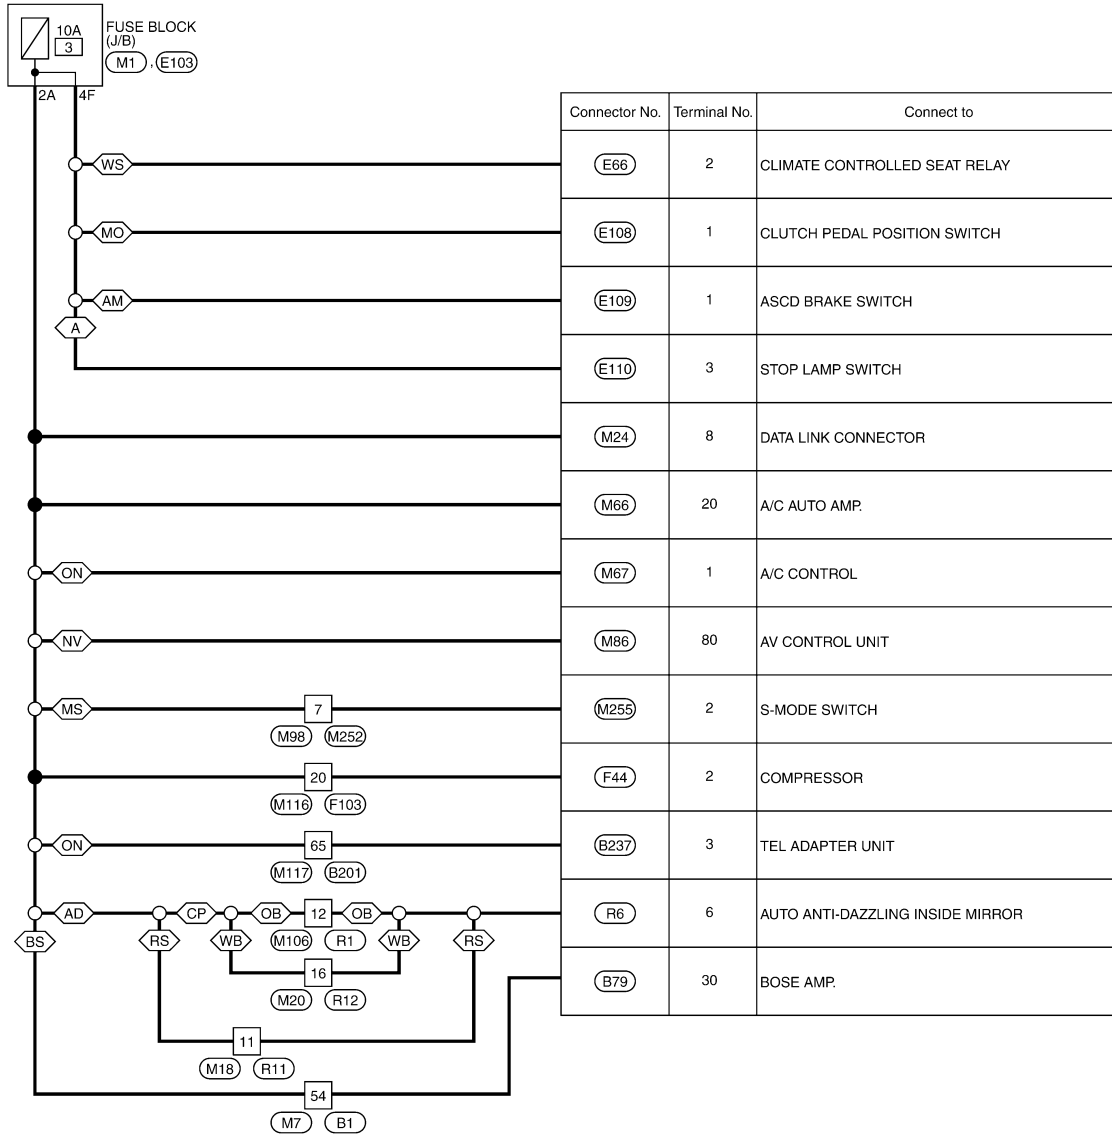 10A
3
FUSE BLOCK
(J/B)
M1 , E103
2A 4F
Connector No. Terminal No. Connect to
WS E66 2 CLIMATE CONTROLLED SEAT RELAY
MO E108 1 CLUTCH PEDAL POSITION SWITCH
AM E109 1 ASCD BRAKE SWITCH
A
E110 3 STOP LAMP SWITCH
M24 8 DATA LINK CONNECTOR
M66 20 A/C AUTO AMP.
ON M67 1 A/C CONTROL
NV M86 80 AV CONTROL UNIT
MS 7 M255 2 S-MODE SWITCH
M98 M252
20 F44 2 COMPRESSOR
M116 F103
ON 65 B237 3 TEL ADAPTER UNIT
M117 B201
AD CP OB 12 OB R6 6 AUTO ANTI-DAZZLING INSIDE MIRROR
BS RS WB M106 R1 WB RS
16 B79 30 BOSE AMP.
M20 R12
11
M18 R11
54
M7 B1